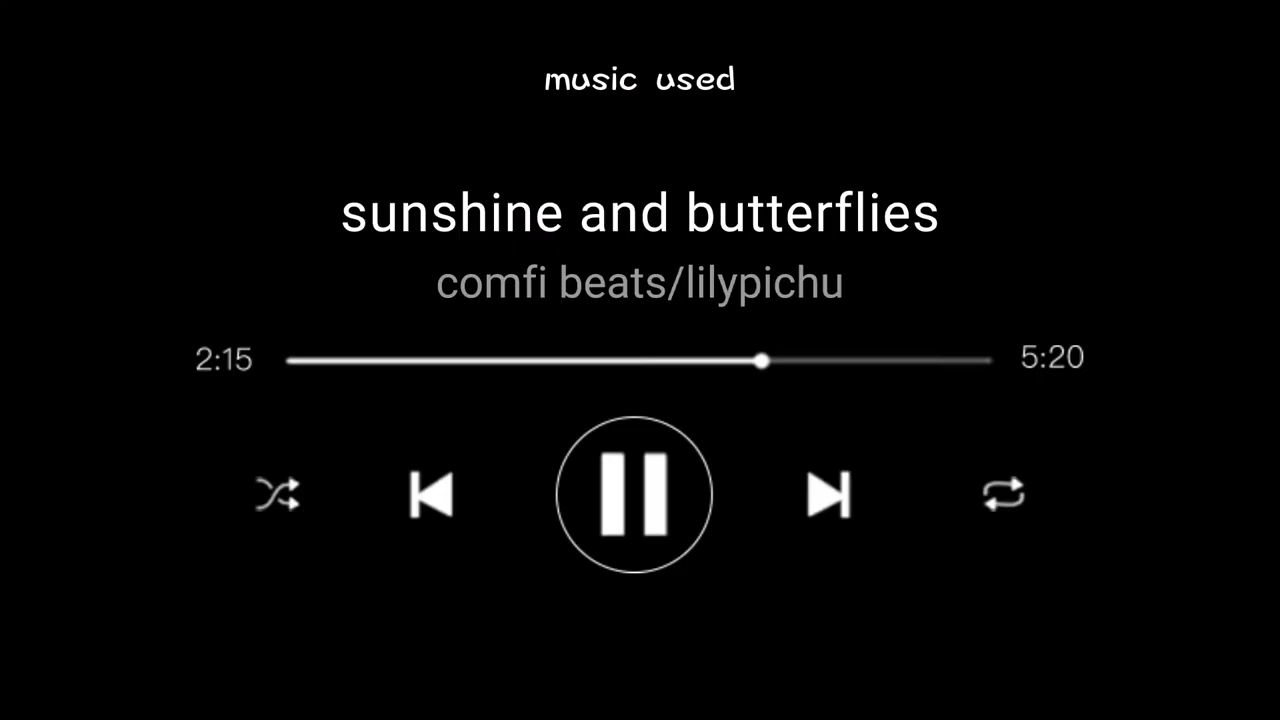 music used
sunshine and butterflies
comfi beats/lilypichu
2:15
5:20